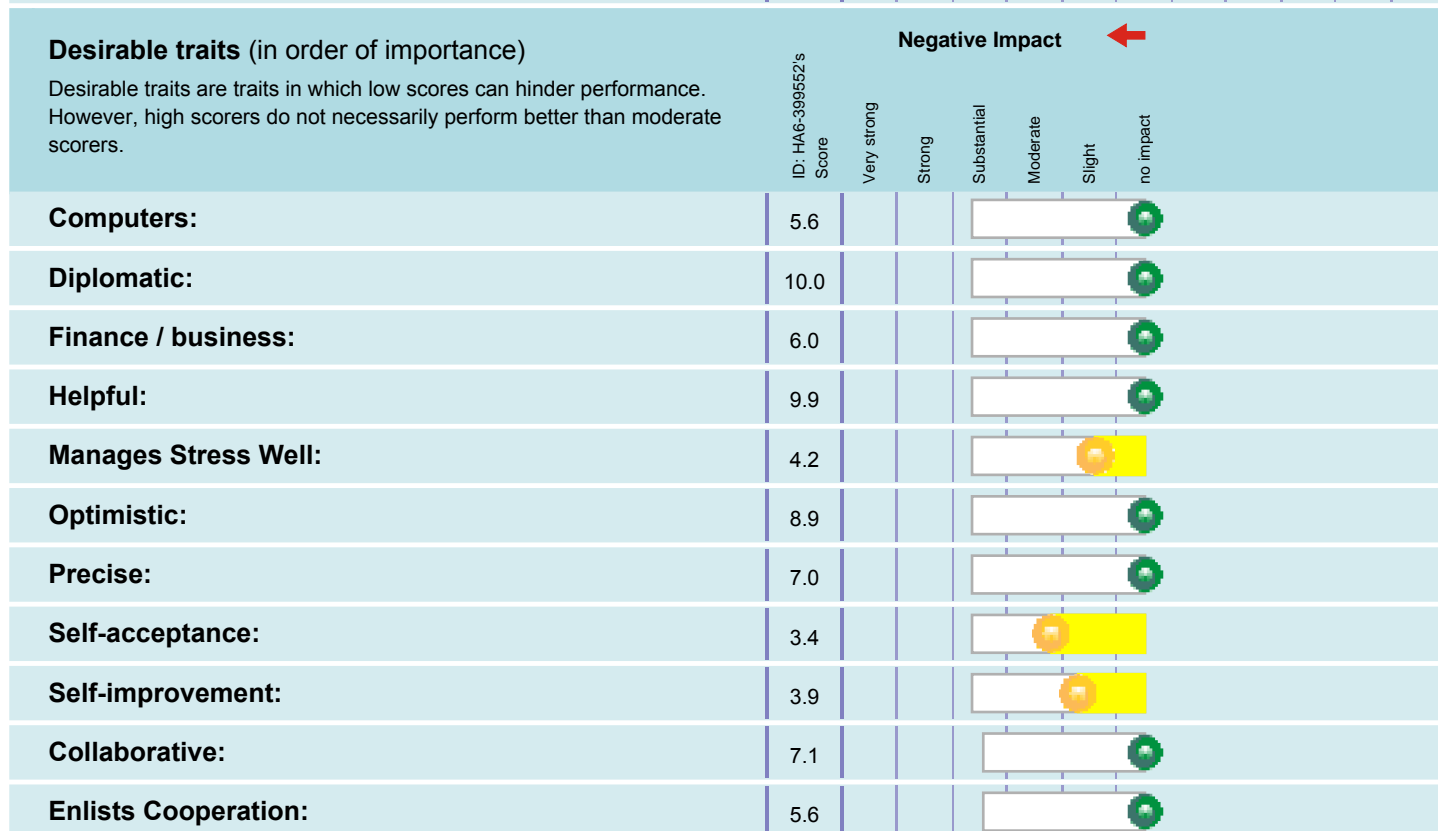 Desirable traits (in order of importance)
Desirable traits are traits in which low scores can hinder performance.
However, high scorers do not necessarily perform better than moderate
scorers.
ID: HA6-399552's
Score
Negative Impact
Very strong
Strong
Substantial
Moderate
Slight
no impact
Computers: 5.6
Diplomatic: 10.0
Finance / business: 6.0
Helpful: 9.9
Manages Stress Well: 4.2
Optimistic: 8.9
Precise: 7.0
Self-acceptance: 3.4
Self-improvement: 3.9
Collaborative: 7.1
Enlists Cooperation: 5.6